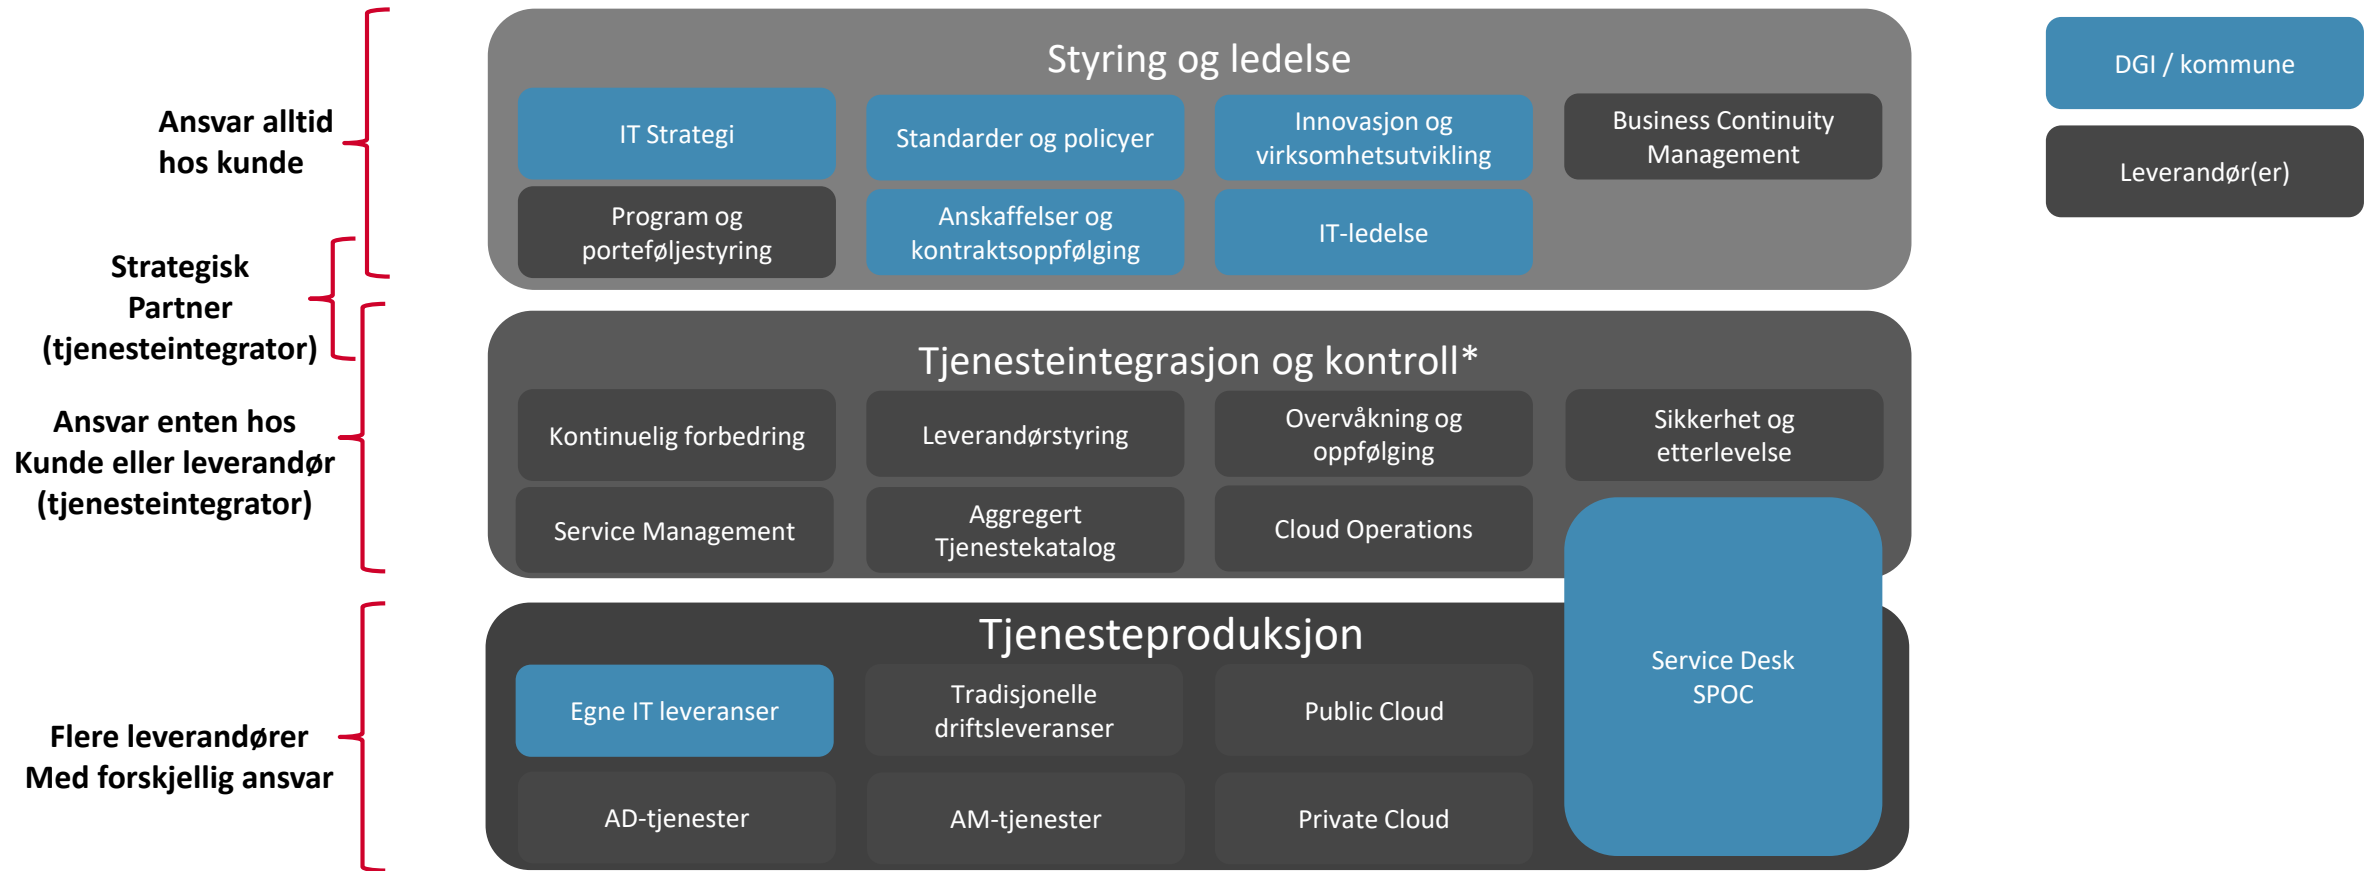 Styring og ledelse
DGI / kommune
Leverandør(er)
Ansvar alltid
hos kunde
IT Strategi
Standarder og policyer
Innovasjon og
virksomhetsutvikling
Business Continuity
Management
Program og
porteføljestyring
Anskaffelser og
kontraktsoppfølging
IT-ledelse
Strategisk
Partner
(tjenesteintegrator)
Tjenesteintegrasjon og kontroll*
Ansvar enten hos
Kunde eller leverandør
(tjenesteintegrator)
Kontinuelig forbedring
Leverandørstyring
Overvåkning og
oppfølging
Sikkerhet og
etterlevelse
Service Management
Aggregert
Tjenestekatalog
Cloud Operations
Service Desk
SPOC
Tjenesteproduksjon
Flere leverandører
Med forskjellig ansvar
Egne IT leveranser
Tradisjonelle
driftsleveranser
Public Cloud
AD-tjenester
AM-tjenester
Private Cloud